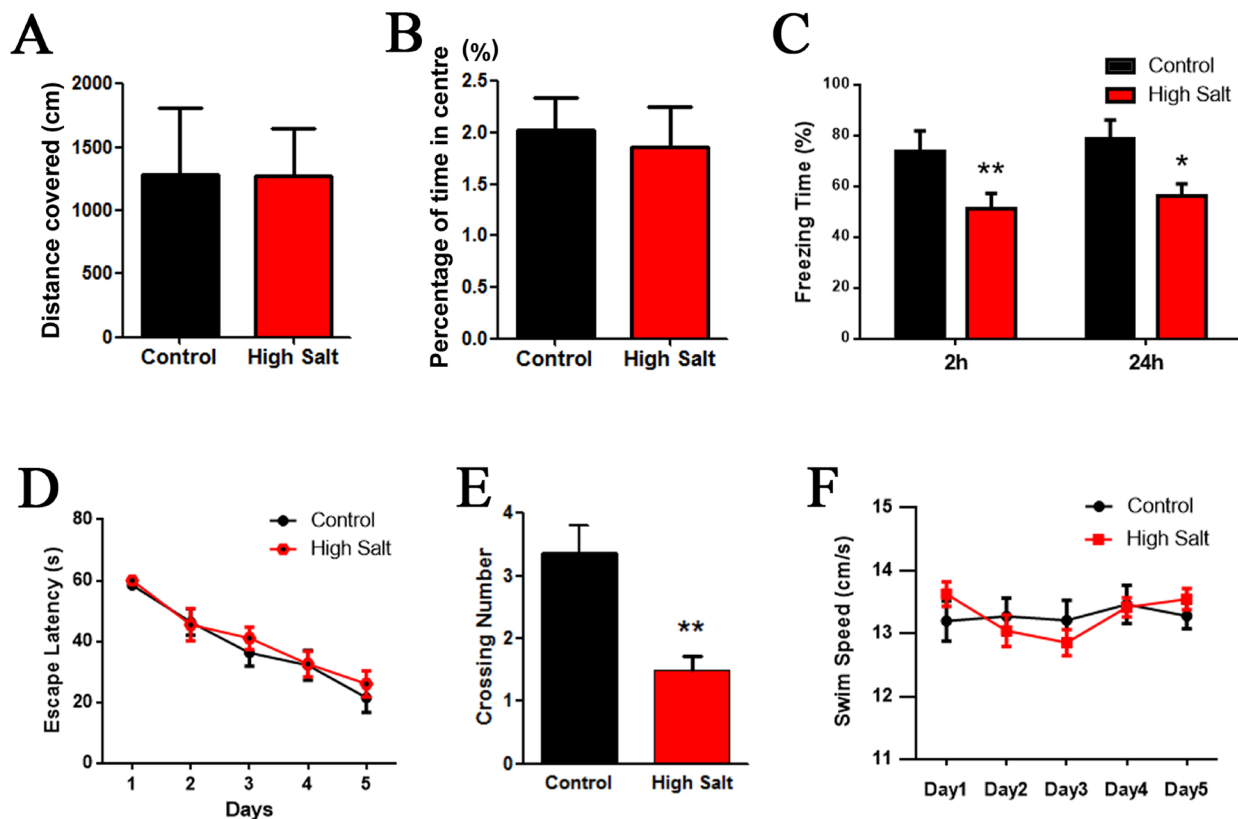 A
Distance covered (cm)
2000
1500
1000
500
0
Control High Salt
B
(%)
Percentage of time in centre
2.5
2.0
1.5
1.0
0.5
0.0
Control High Salt
C
Control
High Salt
Freezing Time (%)
100
80
60
40
20
0
**
*
2h 24h
D
Control
High Salt
Escape Latency (s)
80
60
40
20
0
1 2 3 4 5
Days
E
Crossing Number
4
3
2
1
0
**
Control High Salt
F
Control
High Salt
Swim Speed (cm/s)
15
14
13
12
11
Day1 Day2 Day3 Day4 Day5